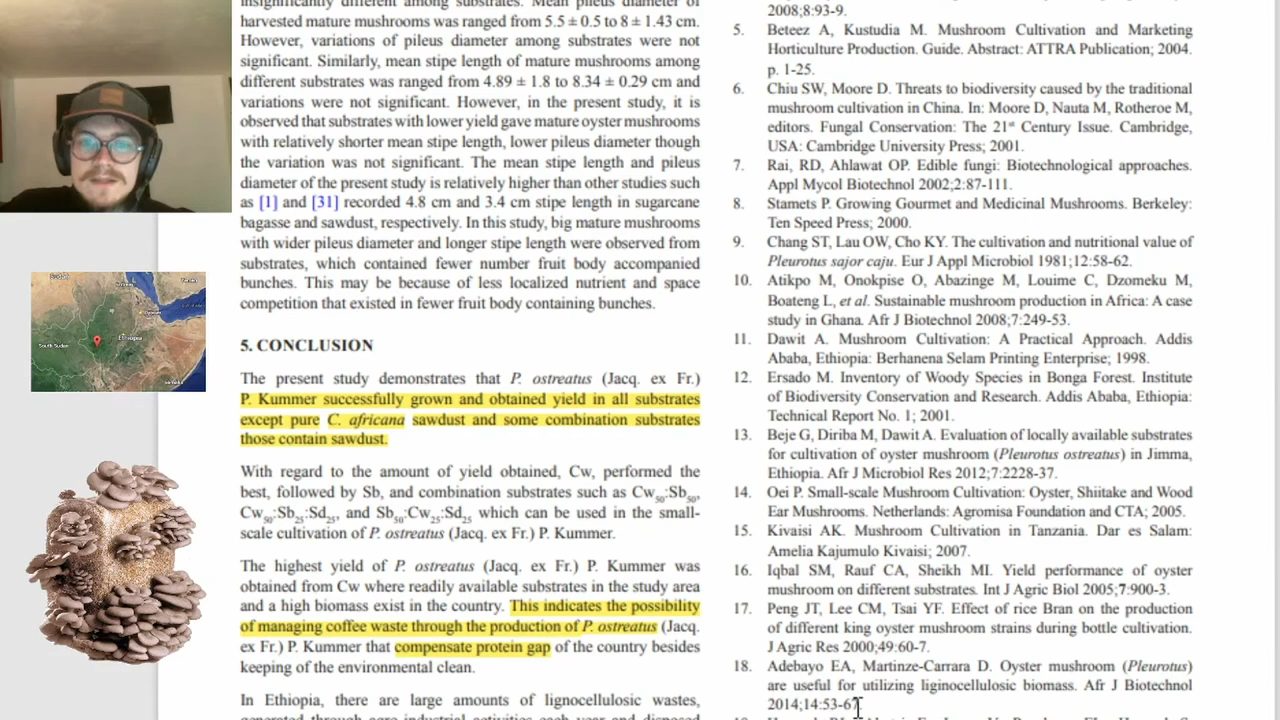 insignificantly different among substrates. Mean pileus diameter of
harvested mature mushrooms was ranged from 5.5 ± 0.5 to 8 ± 1.43 cm.
However, variations of pileus diameter among substrates were not
significant. Similarly, mean stipe length of mature mushrooms among
different substrates was ranged from 4.89 ± 1.8 to 8.34 ± 0.29 cm and
variations were not significant. However, in the present study, it is
observed that substrates with lower yield gave mature oyster mushrooms
with relatively shorter mean stipe length, lower pileus diameter though
the variation was not significant. The mean stipe length and pileus
diameter of the present study is relatively higher than other studies such
as [1] and [31] recorded 4.8 cm and 3.4 cm stipe length in sugarcane
bagasse and sawdust, respectively. In this study, big mature mushrooms
with wider pileus diameter and longer stipe length were observed from
substrates, which contained fewer number fruit body accompanied
bunches. This may be because of less localized nutrient and space
competition that existed in fewer fruit body containing bunches.
5. CONCLUSION
The present study demonstrates that P. ostreatus (Jacq. ex Fr.)
P. Kummer successfully grown and obtained yield in all substrates
except pure C. africana sawdust and some combination substrates
those contain sawdust.
With regard to the amount of yield obtained, Cw, performed the
best, followed by Sb, and combination substrates such as Cw50:Sb50,
Cw50:Sb25:Sd25, and Sb50:Cw25:Sd25 which can be used in the small-
scale cultivation of P. ostreatus (Jacq. ex Fr.) P. Kummer.
The highest yield of P. ostreatus (Jacq. ex Fr.) P. Kummer was
obtained from Cw where readily available substrates in the study area
and a high biomass exist in the country. This indicates the possibility
of managing coffee waste through the production of P. ostreatus (Jacq.
ex Fr.) P. Kummer that compensate protein gap of the country besides
keeping of the environmental clean.
In Ethiopia, there are large amounts of lignocellulosic wastes,
generated through agro industrial activities each year and disposed
2008;8:93-9.
5. Beteez A, Kustudia M. Mushroom Cultivation and Marketing
Horticulture Production. Guide. Abstract: ATTRA Publication; 2004.
p. 1-25.
6. Chiu SW, Moore D. Threats to biodiversity caused by the traditional
mushroom cultivation in China. In: Moore D, Nauta M, Rotheroe M,
editors. Fungal Conservation: The 21st Century Issue. Cambridge,
USA: Cambridge University Press; 2001.
7. Rai, RD, Ahlawat OP. Edible fungi: Biotechnological approaches.
Appl Mycol Biotechnol 2002;2:87-111.
8. Stamets P. Growing Gourmet and Medicinal Mushrooms. Berkeley:
Ten Speed Press; 2000.
9. Chang ST, Lau OW, Cho KY. The cultivation and nutritional value of
Pleurotus sajor caju. Eur J Appl Microbiol 1981;12:58-62.
10. Atikpo M, Onokpise O, Abazinge M, Louime C, Dzomeku M,
Boateng L, et al. Sustainable mushroom production in Africa: A case
study in Ghana. Afr J Biotechnol 2008;7:249-53.
11. Dawit A. Mushroom Cultivation: A Practical Approach. Addis
Ababa, Ethiopia: Berhanena Selam Printing Enterprise; 1998.
12. Ersado M. Inventory of Woody Species in Bonga Forest. Institute
of Biodiversity Conservation and Research. Addis Ababa, Ethiopia:
Technical Report No. 1; 2001.
13. Beje G, Diriba M, Dawit A. Evaluation of locally available substrates
for cultivation of oyster mushroom (Pleurotus ostreatus) in Jimma,
Ethiopia. Afr J Microbiol Res 2012;7:2228-37.
14. Oei P. Small-scale Mushroom Cultivation: Oyster, Shiitake and Wood
Ear Mushrooms. Netherlands: Agromisa Foundation and CTA; 2005.
15. Kivaisi AK. Mushroom Cultivation in Tanzania. Dar es Salam:
Amelia Kajumulo Kivaisi; 2007.
16. Iqbal SM, Rauf CA, Sheikh MI. Yield performance of oyster
mushroom on different substrates. Int J Agric Biol 2005;7:900-3.
17. Peng JT, Lee CM, Tsai YF. Effect of rice Bran on the production
of different king oyster mushroom strains during bottle cultivation.
J Agric Res 2000;49:60-7.
18. Adebayo EA, Martinze-Carrara D. Oyster mushroom (Pleurotus)
are useful for utilizing liginocellulosic biomass. Afr J Biotechnol
2014;14:53-67.
South Sudan
Ethiopia